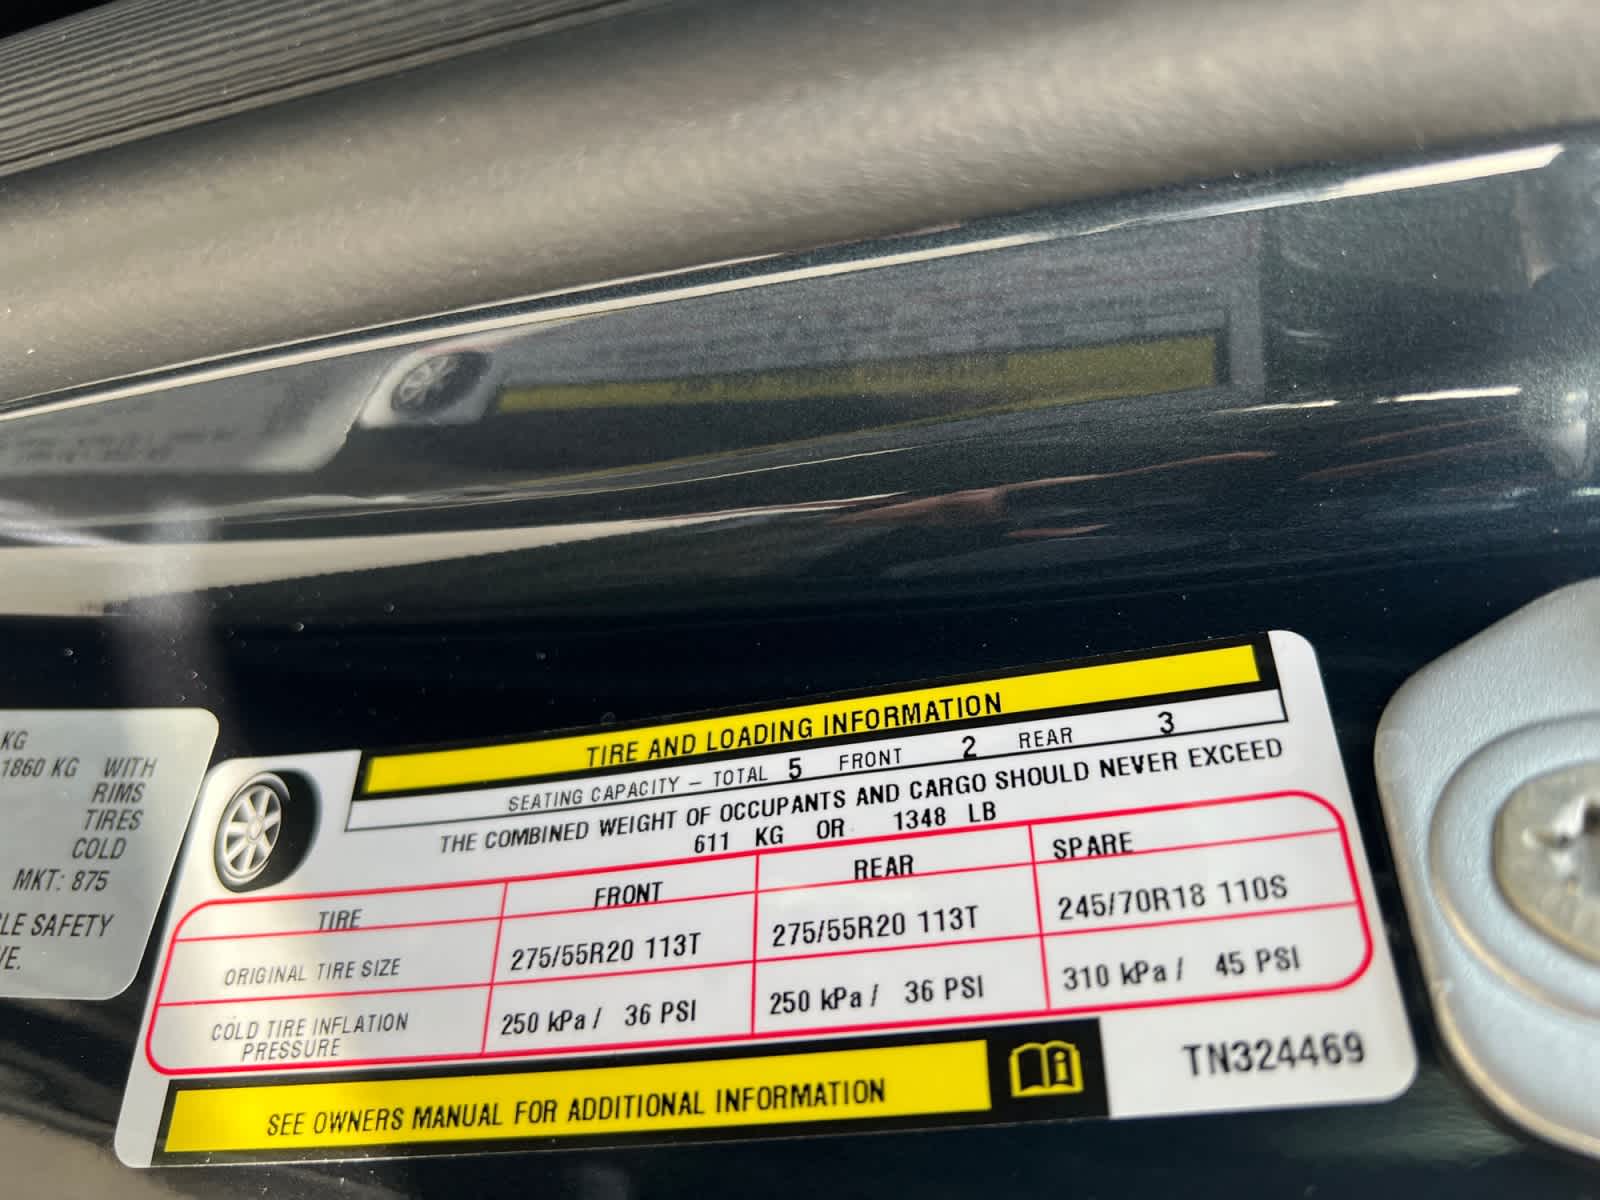 KG
1860 KG WITH
RIMS
TIRES
COLD
MKT: 875
LE SAFETY
VE.
TIRE AND LOADING INFORMATION
SEATING CAPACITY – TOTAL 5 FRONT 2 REAR 3
THE COMBINED WEIGHT OF OCCUPANTS AND CARGO SHOULD NEVER EXCEED
611 KG OR 1348 LB
TIRE FRONT REAR SPARE
ORIGINAL TIRE SIZE 275/55R20 113T 275/55R20 113T 245/70R18 110S
COLD TIRE INFLATION
PRESSURE 250 kPa / 36 PSI 250 kPa / 36 PSI 310 kPa / 45 PSI
SEE OWNERS MANUAL FOR ADDITIONAL INFORMATION
TN324469